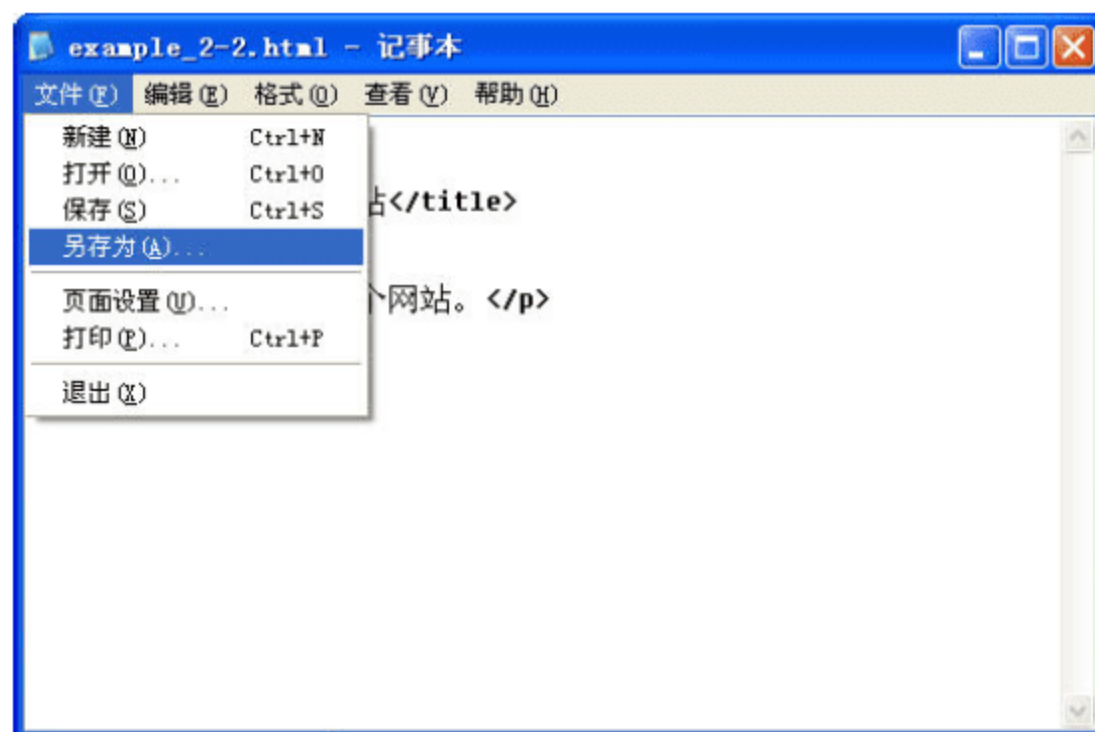 example_2-2.html - 记事本
文件(F) 编辑(E) 格式(O) 查看(V) 帮助(H)
新建(N) Ctrl+N
打开(O)... Ctrl+O
保存(S) Ctrl+S
站</title>
另存为(A)...
页面设置(U)...
个网站。</p>
打印(P)... Ctrl+P
退出(X)